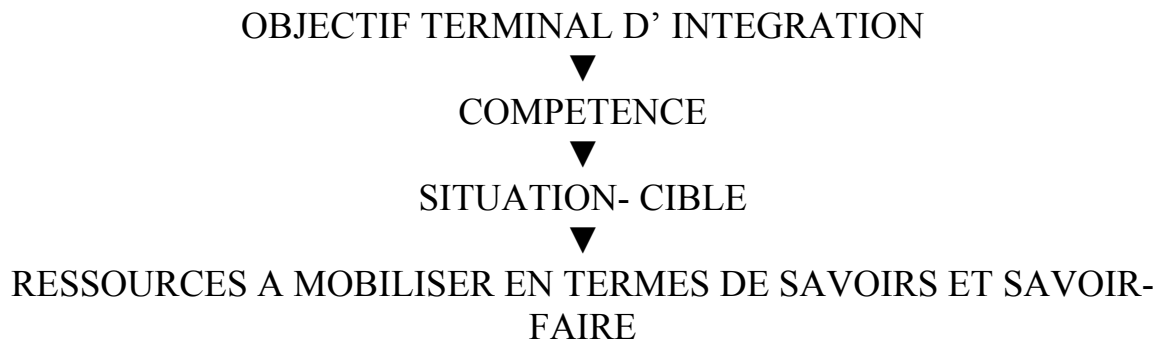 OBJECTIF TERMINAL D’ INTEGRATION
▼
COMPETENCE
▼
SITUATION- CIBLE
▼
RESSOURCES A MOBILISER EN TERMES DE SAVOIRS ET SAVOIR-
FAIRE